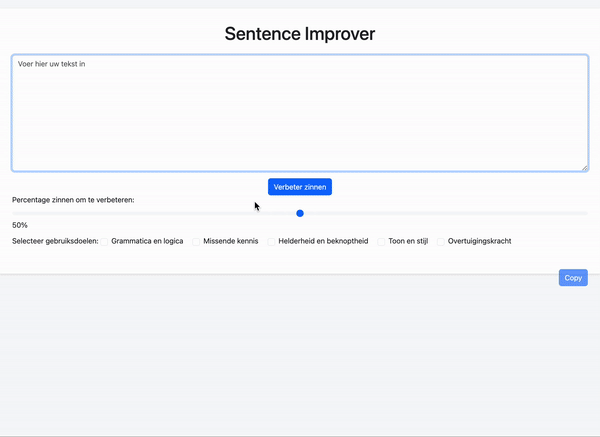 Sentence Improver
Voer hier uw tekst in
Verbeter zinnen
Percentage zinnen om te verbeteren:
50%
Selecteer gebruiksdoelen: Grammatica en logica Missende kennis Helderheid en beknoptheid Toon en stijl Overtuigingskracht
Copy